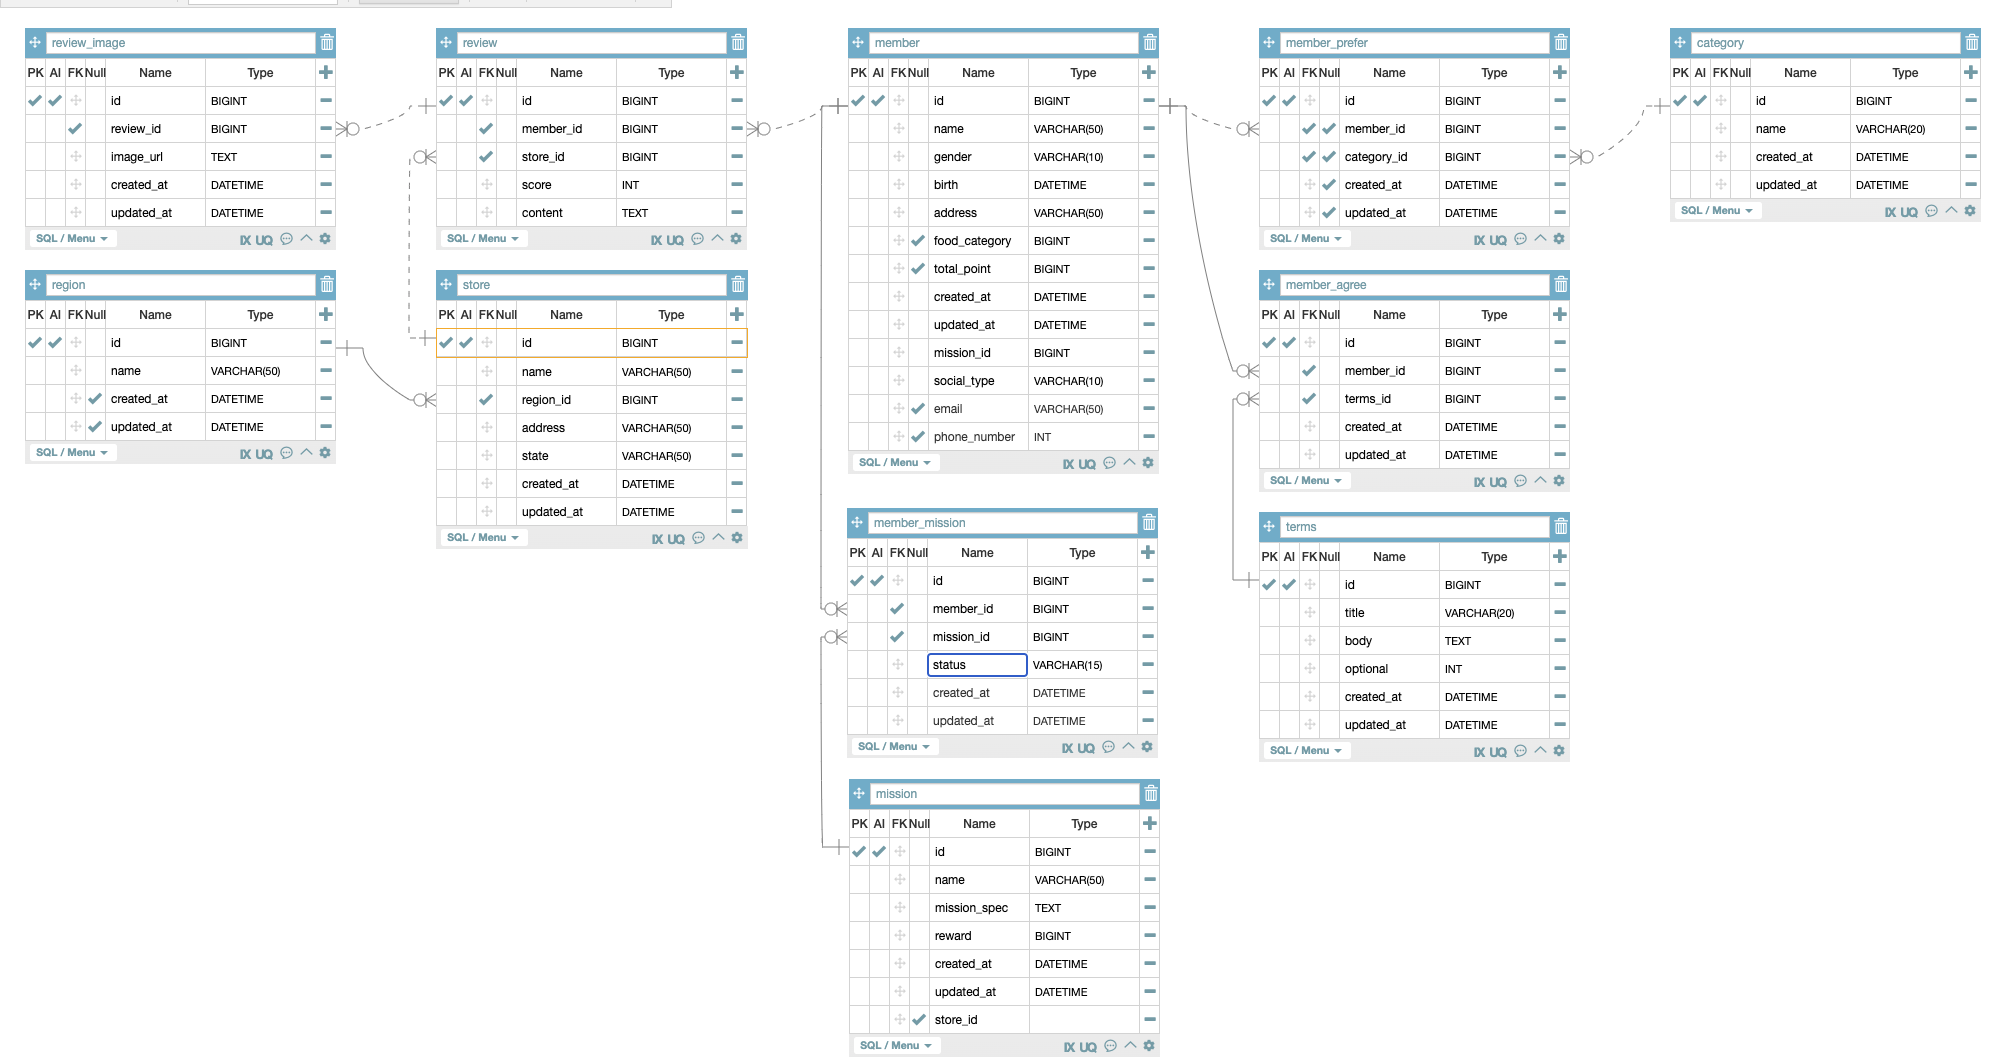 review_image
PK AI FK Null Name Type
id BIGINT
review_id BIGINT
image_url TEXT
created_at DATETIME
updated_at DATETIME
SQL / Menu IX UQ
region
PK AI FK Null Name Type
id BIGINT
name VARCHAR(50)
created_at DATETIME
updated_at DATETIME
SQL / Menu IX UQ
review
PK AI FK Null Name Type
id BIGINT
member_id BIGINT
store_id BIGINT
score INT
content TEXT
SQL / Menu IX UQ
store
PK AI FK Null Name Type
id BIGINT
name VARCHAR(50)
region_id BIGINT
address VARCHAR(50)
state VARCHAR(50)
created_at DATETIME
updated_at DATETIME
SQL / Menu IX UQ
member
PK AI FK Null Name Type
id BIGINT
name VARCHAR(50)
gender VARCHAR(10)
birth DATETIME
address VARCHAR(50)
food_category BIGINT
total_point BIGINT
created_at DATETIME
updated_at DATETIME
mission_id BIGINT
social_type VARCHAR(10)
email VARCHAR(50)
phone_number INT
SQL / Menu IX UQ
member_mission
PK AI FK Null Name Type
id BIGINT
member_id BIGINT
mission_id BIGINT
status VARCHAR(15)
created_at DATETIME
updated_at DATETIME
SQL / Menu IX UQ
mission
PK AI FK Null Name Type
id BIGINT
name VARCHAR(50)
mission_spec TEXT
reward BIGINT
created_at DATETIME
updated_at DATETIME
store_id
SQL / Menu IX UQ
member_prefer
PK AI FK Null Name Type
id BIGINT
member_id BIGINT
category_id BIGINT
created_at DATETIME
updated_at DATETIME
SQL / Menu IX UQ
member_agree
PK AI FK Null Name Type
id BIGINT
member_id BIGINT
terms_id BIGINT
created_at DATETIME
updated_at DATETIME
SQL / Menu IX UQ
terms
PK AI FK Null Name Type
id BIGINT
title VARCHAR(20)
body TEXT
optional INT
created_at DATETIME
updated_at DATETIME
SQL / Menu IX UQ
category
PK AI FK Null Name Type
id BIGINT
name VARCHAR(20)
created_at DATETIME
updated_at DATETIME
SQL / Menu IX UQ